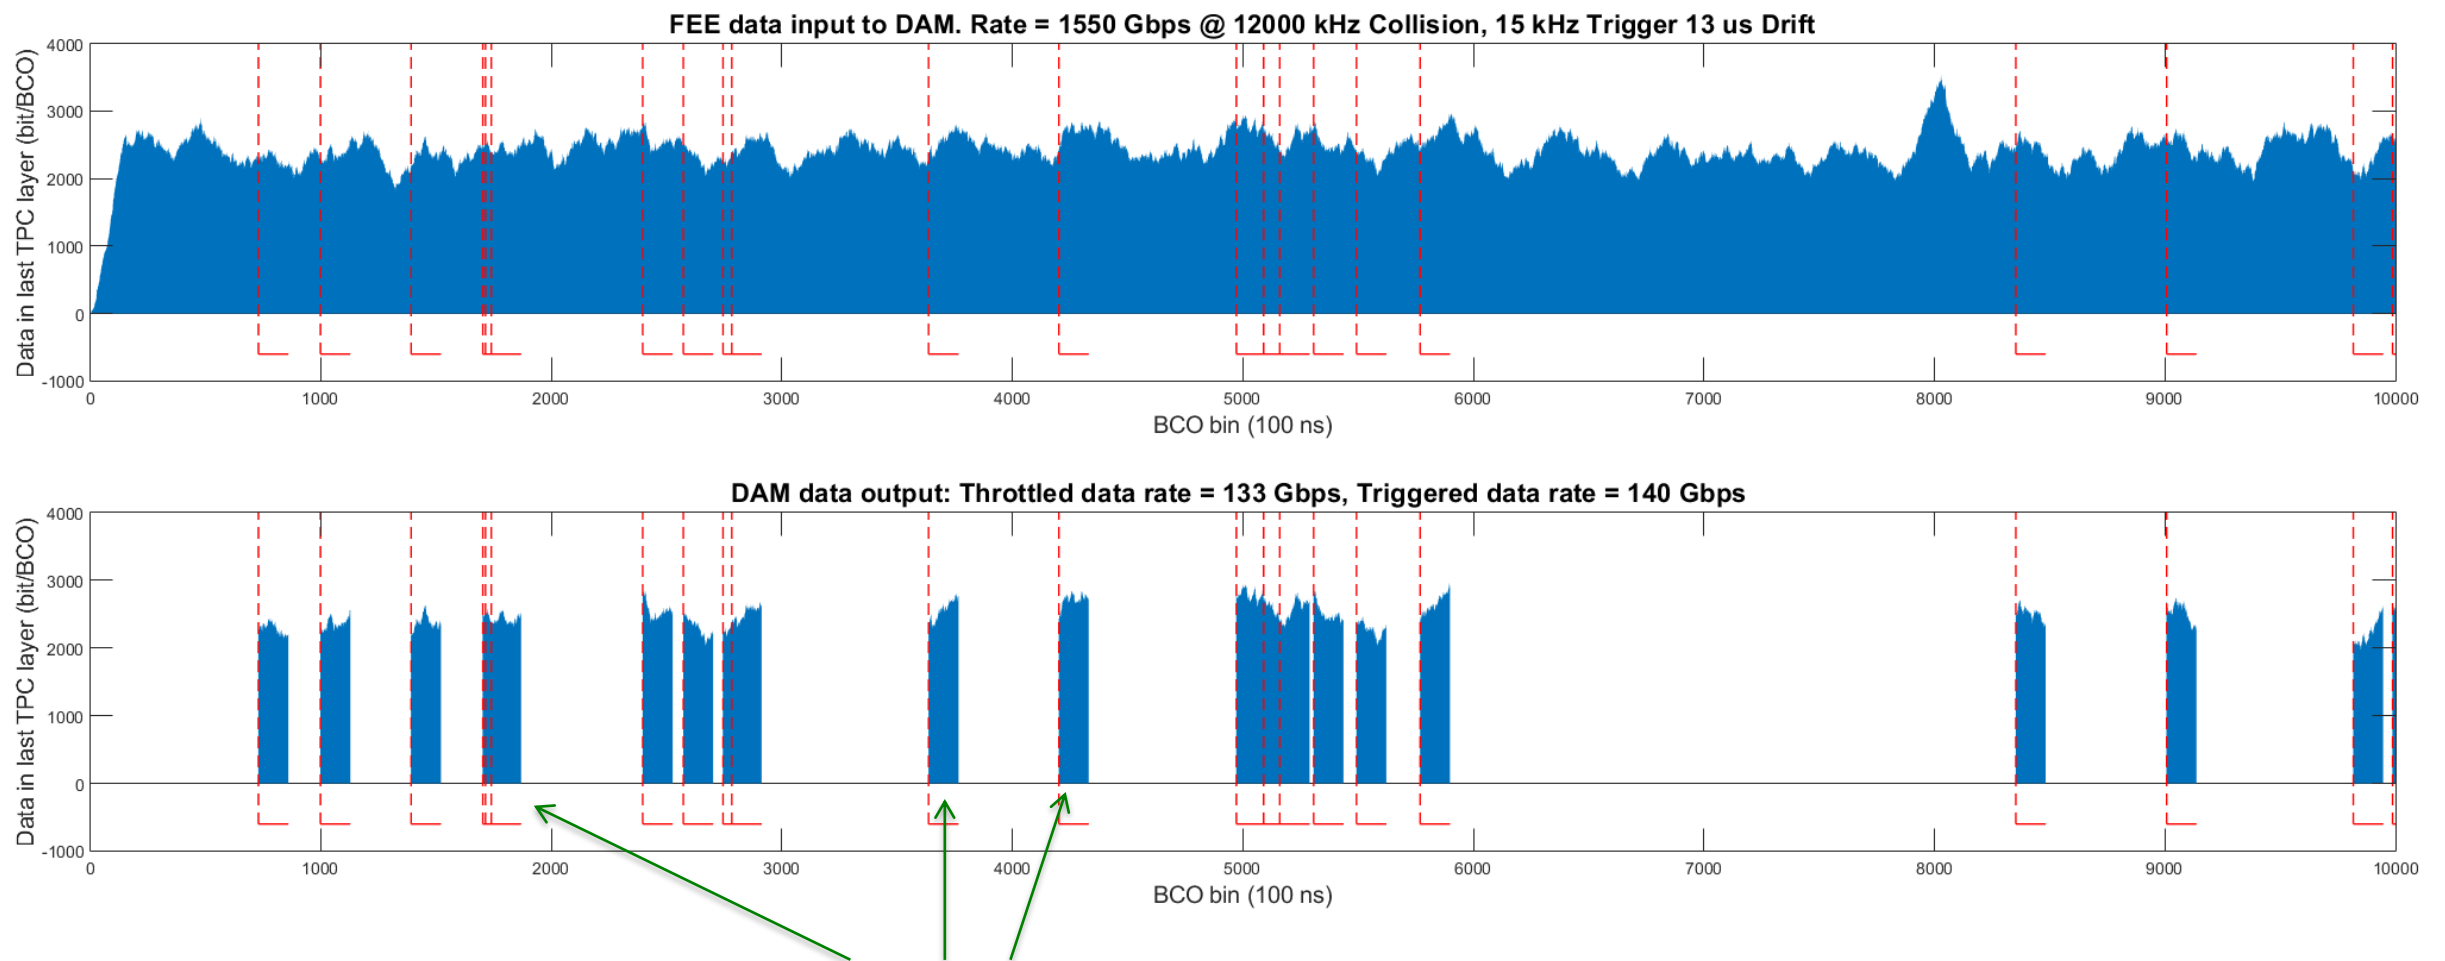 FEE data input to DAM. Rate = 1550 Gbps @ 12000 kHz Collision, 15 kHz Trigger 13 us Drift
Data in last TPC layer (bit/BCO)
4000
3000
2000
1000
0
-1000
0 1000 2000 3000 4000 5000 6000 7000 8000 9000 10000
BCO bin (100 ns)
DAM data output: Throttled data rate = 133 Gbps, Triggered data rate = 140 Gbps
Data in last TPC layer (bit/BCO)
4000
3000
2000
1000
0
-1000
0 1000 2000 3000 4000 5000 6000 7000 8000 9000 10000
BCO bin (100 ns)